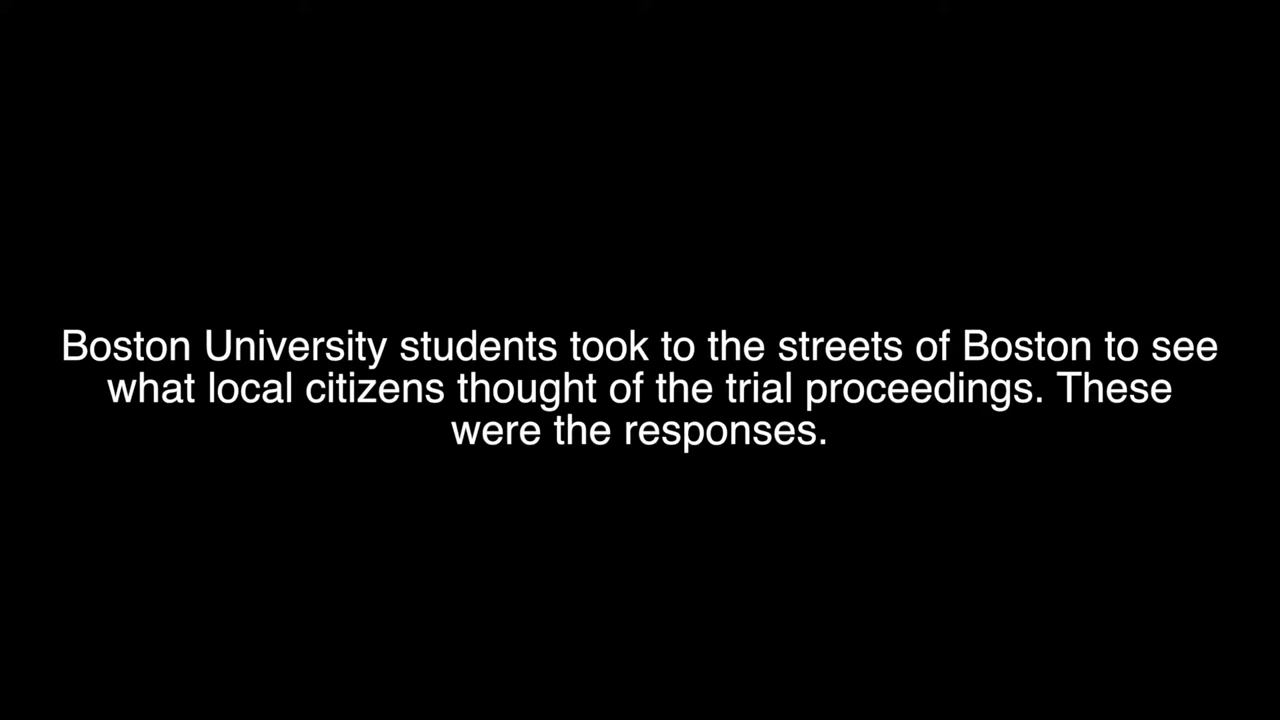 Boston University students took to the streets of Boston to see
what local citizens thought of the trial proceedings. These
were the responses.